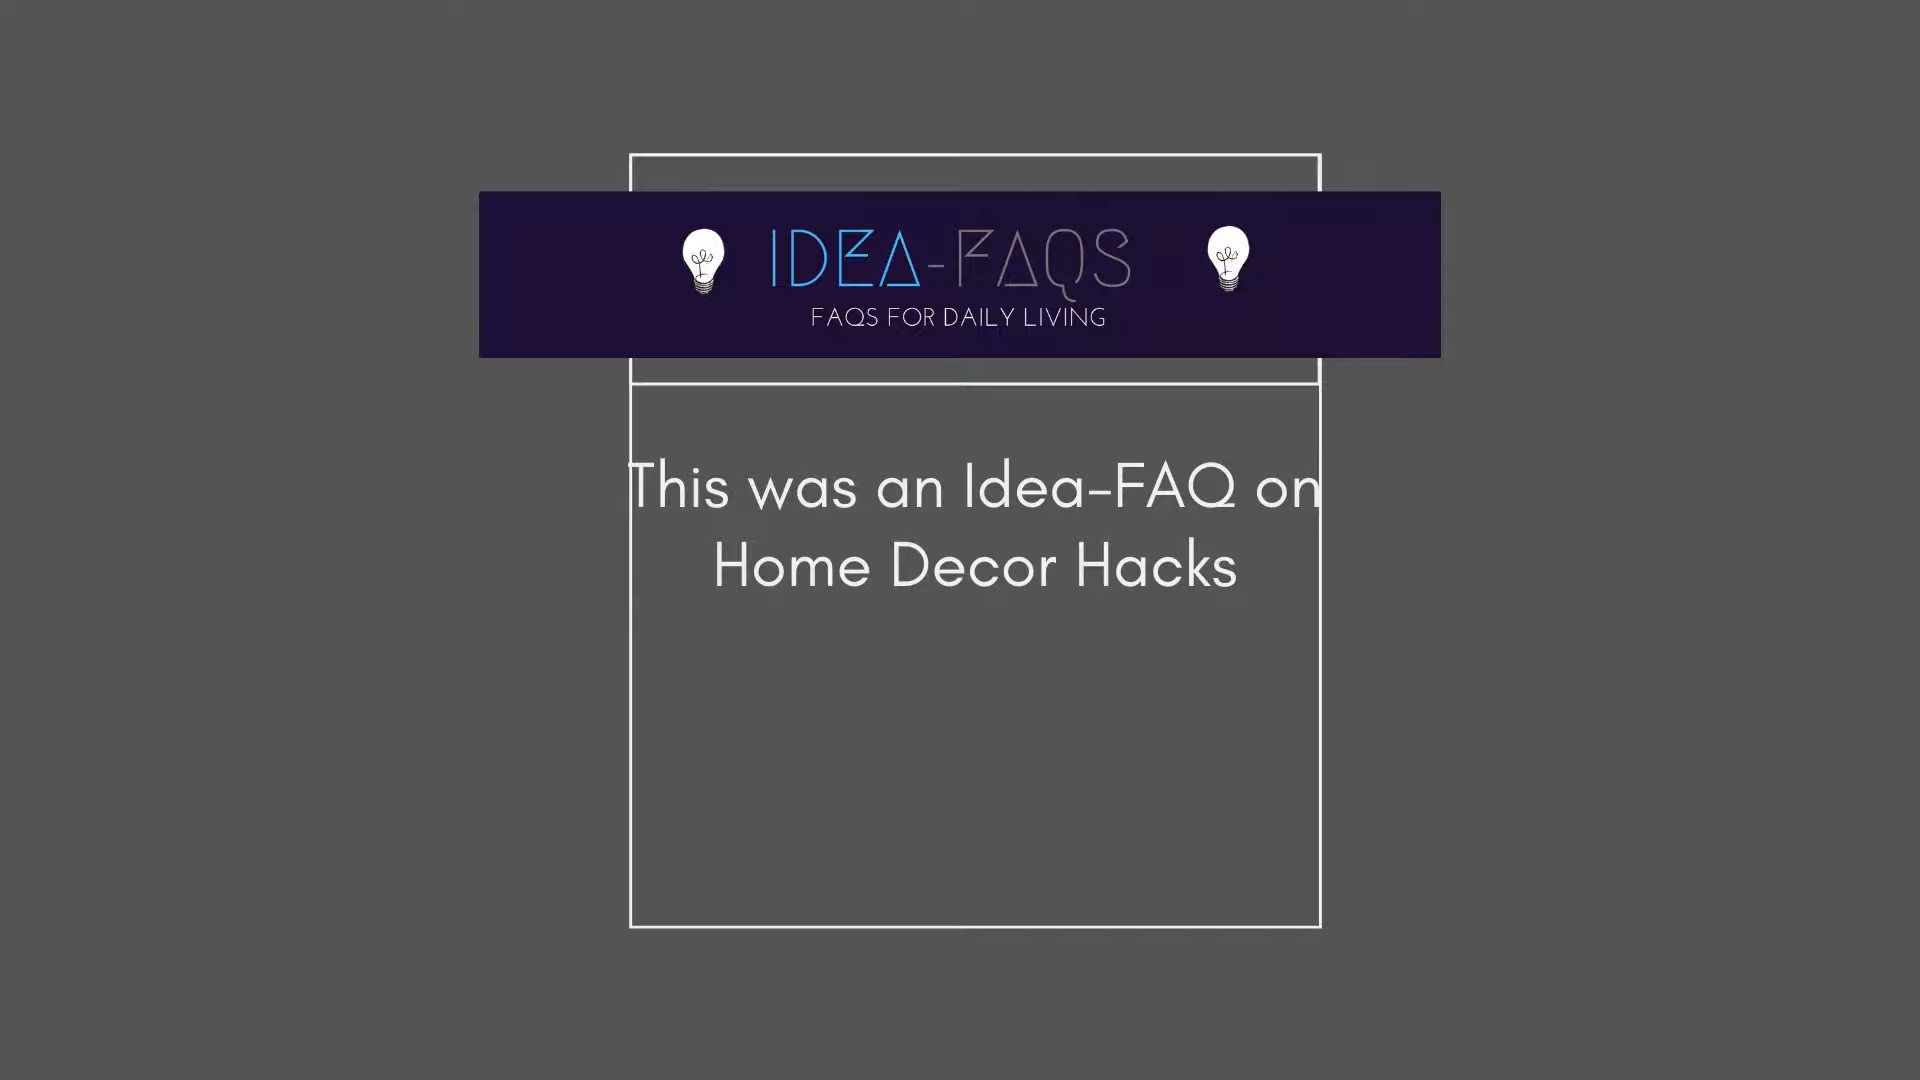 IDEA-FAQS
FAQS FOR DAILY LIVING
This was an Idea-FAQ on
Home Decor Hacks